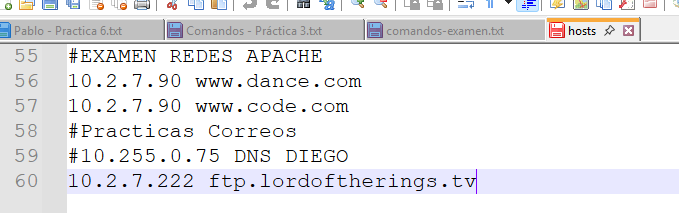 Pablo - Practica 6.txt
Comandos - Práctica 3.txt
comandos-examen.txt
hosts
55 #EXAMEN REDES APACHE
56 10.2.7.90 www.dance.com
57 10.2.7.90 www.code.com
58 #Practicas Correos
59 #10.255.0.75 DNS DIEGO
60 10.2.7.222 ftp.lordoftherings.tv